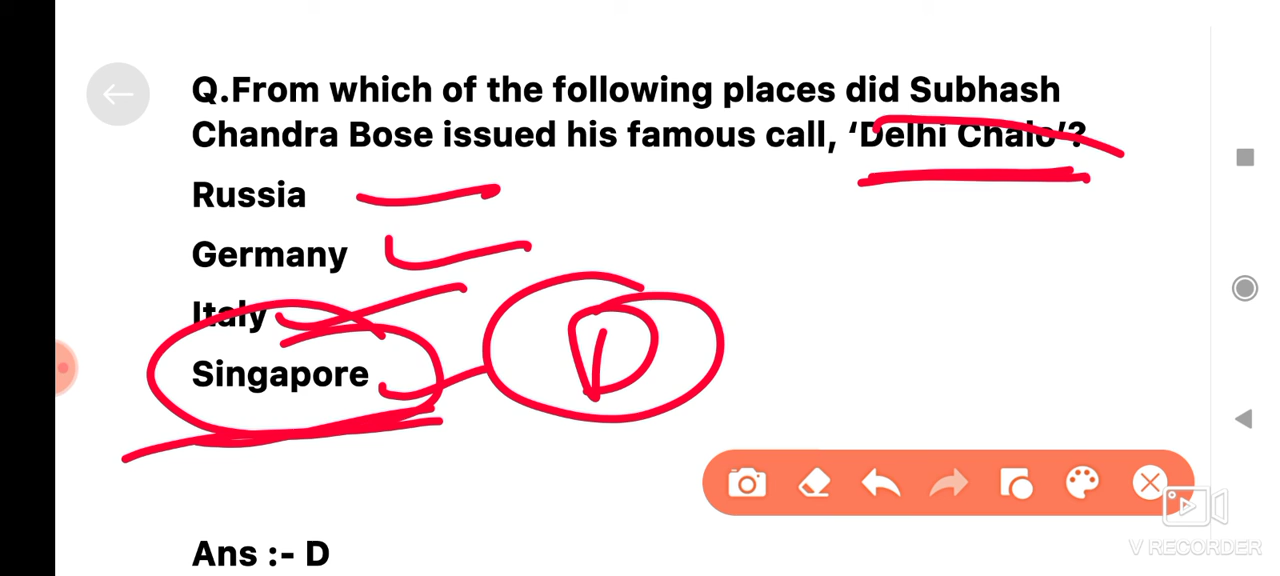 Q.From which of the following places did Subhash
Chandra Bose issued his famous call, ‘Delhi Chalo’?
Russia
Germany
Italy
Singapore
D
Ans :- D
V RECORDER